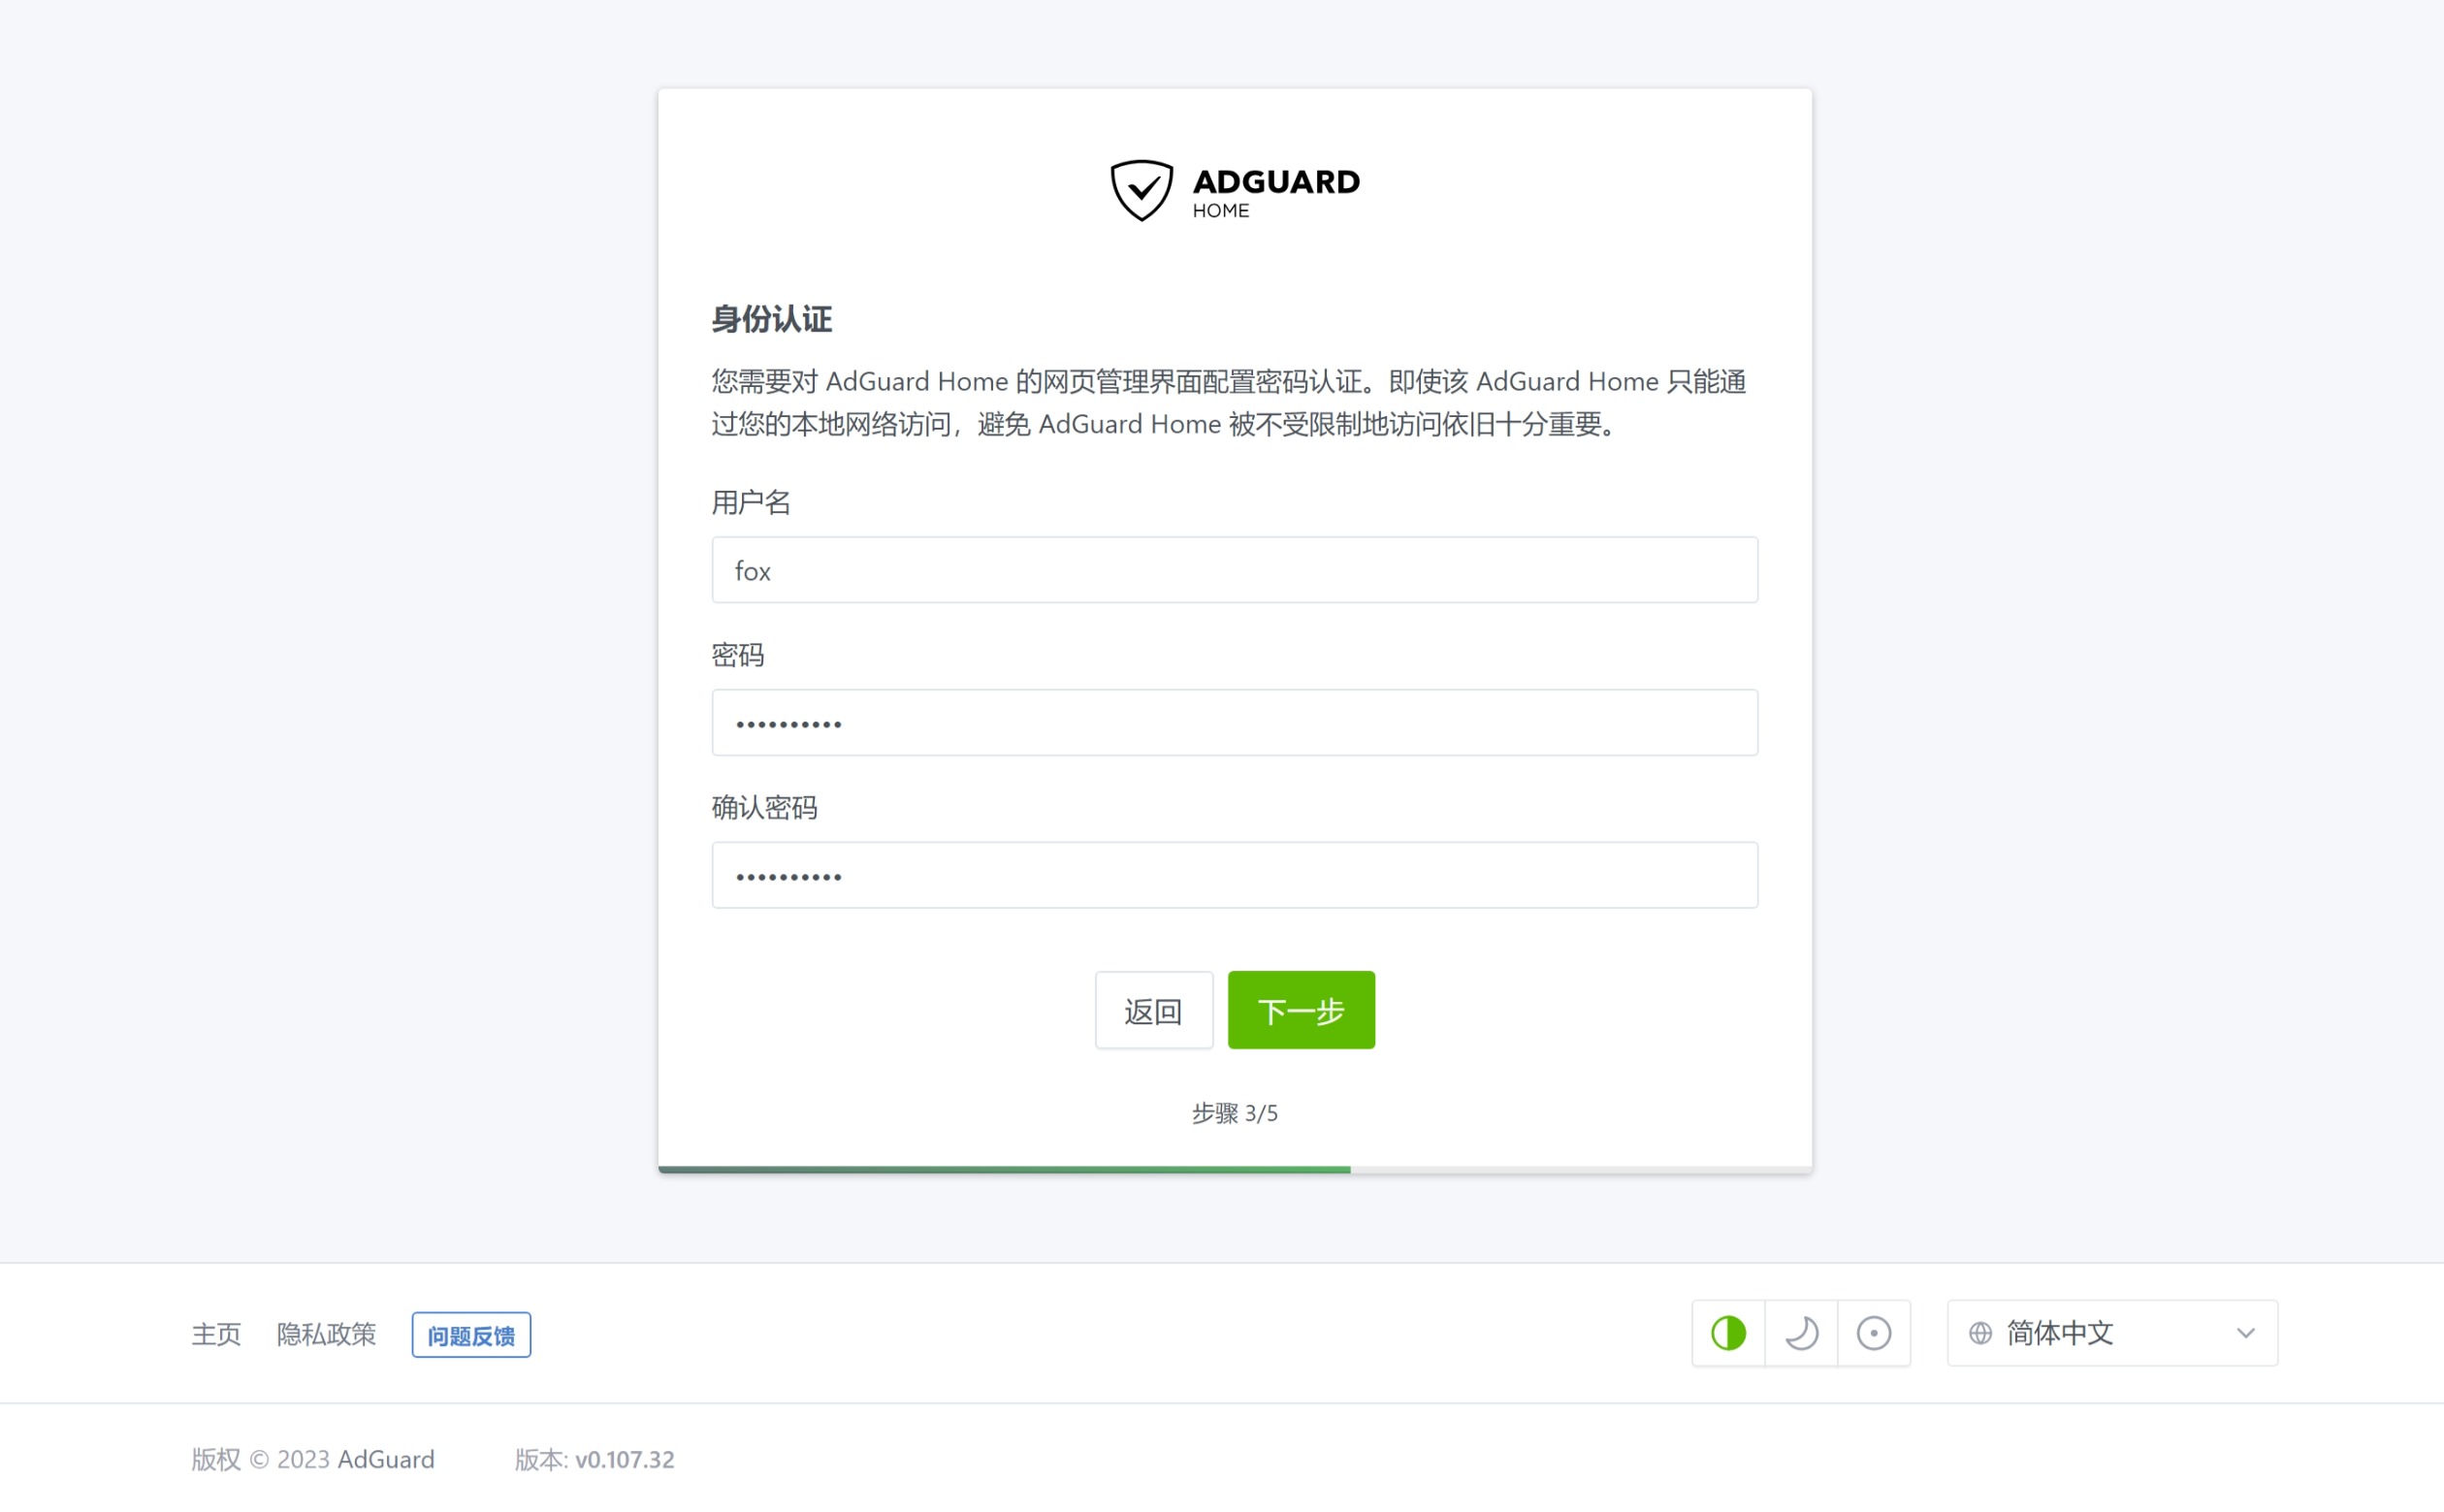 ADGUARD
HOME
身份认证
您需要对 AdGuard Home 的网页管理界面配置密码认证。即使该 AdGuard Home 只能通
过您的本地网络访问，避免 AdGuard Home 被不受限制地访问依旧十分重要。
用户名
fox
密码
••••••••••
确认密码
••••••••••
返回 下一步
步骤 3/5
主页 隐私政策 问题反馈 简体中文
版权 © 2023 AdGuard 版本: v0.107.32